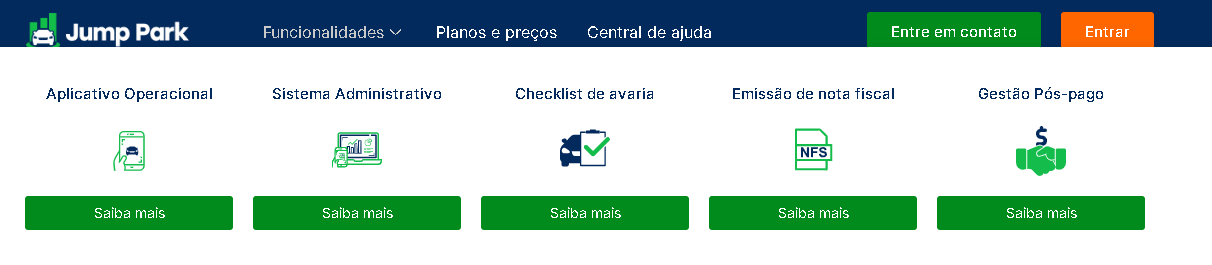 Jump Park
Funcionalidades
Planos e preços
Central de ajuda
Entre em contato
Entrar
Aplicativo Operacional
Sistema Administrativo
Checklist de avaria
Emissão de nota fiscal
Gestão Pós-pago
NFS
$
Saiba mais
Saiba mais
Saiba mais
Saiba mais
Saiba mais